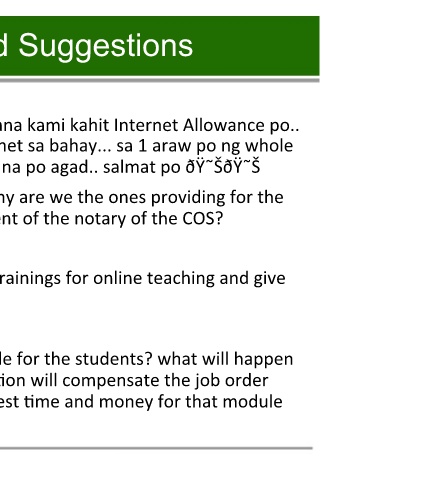 d Suggestions
na kami kahit Internet Allowance po..
net sa bahay... sa 1 araw po ng whole
na po agad.. salmat po ðŸ˜ŠðŸ˜Š
y are we the ones providing for the
ent of the notary of the COS?
rainings for online teaching and give
le for the students? what will happen
tion will compensate the job order
est time and money for that module